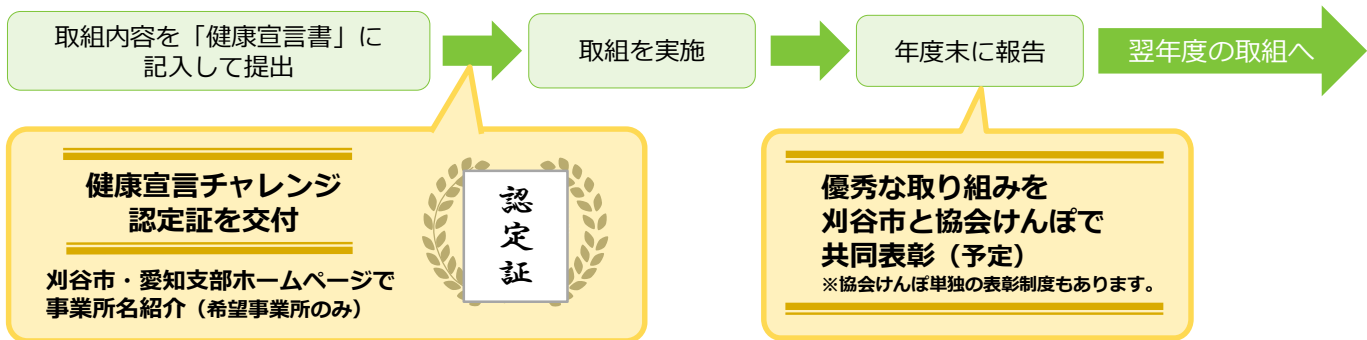 取組内容を「健康宣言書」に
記入して提出
取組を実施
年度末に報告
翌年度の取組へ
健康宣言チャレンジ
認定証を交付
刈谷市・愛知支部ホームページで
事業所名紹介（希望事業所のみ）
認定証
優秀な取り組みを
刈谷市と協会けんぽで
共同表彰（予定）
※協会けんぽ単独の表彰制度もあります。